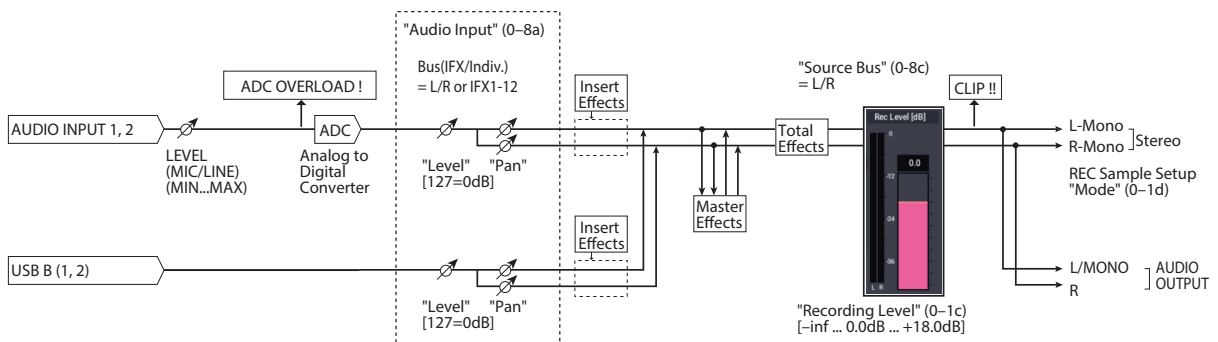 "Audio Input" (0–8a)
Bus(IFX/Indiv.)
= L/R or IFX1-12
"Source Bus" (0-8c)
= L/R
ADC OVERLOAD !
Insert
Effects
CLIP !!
Rec Level [dB]
AUDIO INPUT 1, 2
ADC
Total
Effects
0
0.0
-12
-24
-36
L R
L-Mono
R-Mono
Stereo
LEVEL
(MIC/LINE)
(MIN...MAX)
Analog to
Digital
Converter
"Level"
[127=0dB]
"Pan"
REC Sample Setup
"Mode" (0–1d)
Master
Effects
Insert
Effects
USB B (1, 2)
L/MONO
R
AUDIO
OUTPUT
"Level"
[127=0dB]
"Pan"
"Recording Level" (0–1c)
[–inf ... 0.0dB ... +18.0dB]